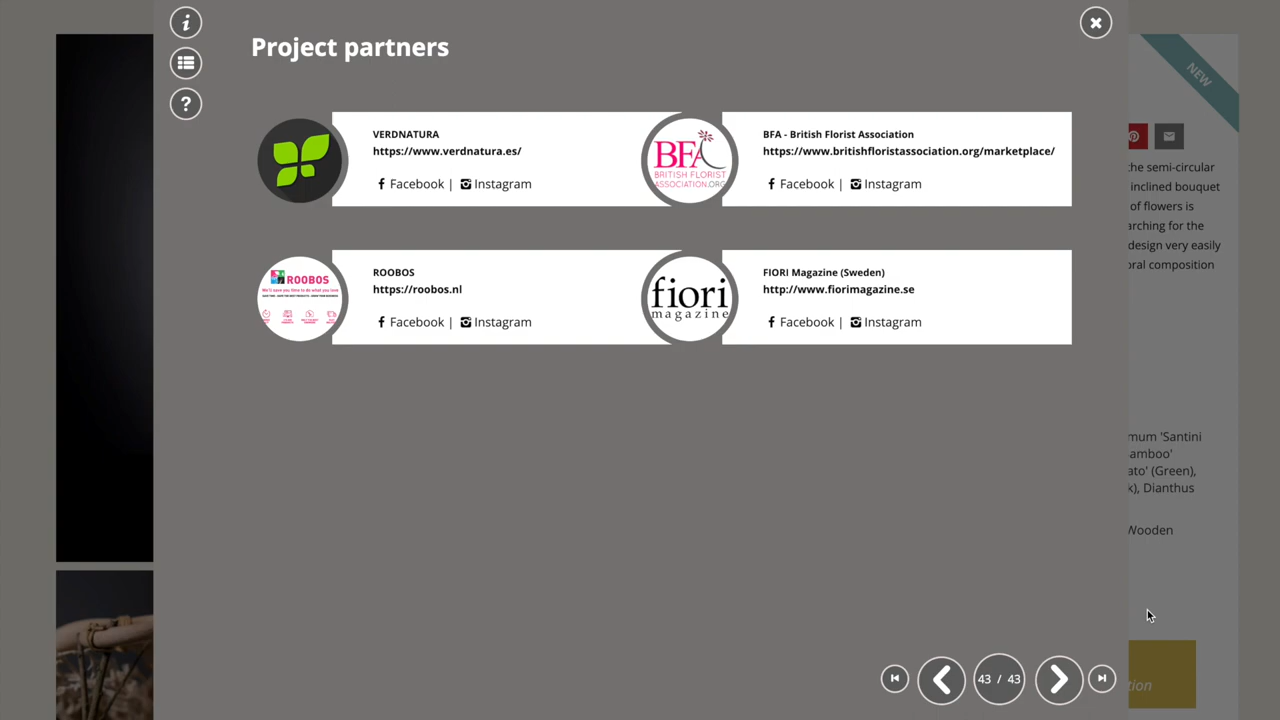 Project partners
NEW
VERDNATURA
https://www.verdnatura.es/
Facebook | Instagram
BFA
BRITISH FLORIST
ASSOCIATION.ORG
BFA - British Florist Association
https://www.britishfloristassociation.org/marketplace/
Facebook | Instagram
ROOBOS
ROOBOS
https://roobos.nl
Facebook | Instagram
fiori
magazine
FIORI Magazine (Sweden)
http://www.fiorimagazine.se
Facebook | Instagram
the semi-circular
inclined bouquet
of flowers is
arching for the
design very easily
oral composition
mum 'Santini
amboo'
ato' (Green),
k), Dianthus
Wooden
tion
43 / 43